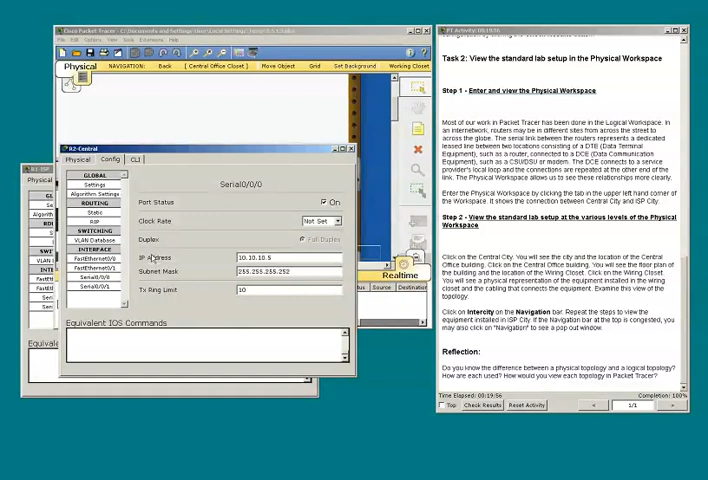 Physical
NAVIGATION:
Back
[ Central Office Closet ]
Move Object
Grid
Set Background
Working Closet
R2-Central
Physical
Config
CLI
GLOBAL
Settings
Algorithm Settings
ROUTING
Static
RIP
SWITCHING
VLAN Database
INTERFACE
FastEthernet0/0
FastEthernet0/1
Serial0/0/0
Serial0/0/1
Serial0/0/0
Port Status
On
Clock Rate
Not Set
Duplex
Full Duplex
IP Address
10.10.10.5
Subnet Mask
255.255.255.252
Tx Ring Limit
10
Equivalent IOS Commands
Realtime
Status
Source
Destination
Task 2: View the standard lab setup in the Physical Workspace
Step 1 - Enter and view the Physical Workspace
Most of our work in Packet Tracer has been done in the Logical Workspace. In
an internetwork, routers may be in different sites from across the street to
across the globe. The serial link between the routers represents a dedicated
leased line between two locations consisting of a DTE (Data Terminal
Equipment), such as a router, connected to a DCE (Data Communication
Equipment), such as a CSU/DSU or modem. The DCE connects to a service
provider's local loop and the connections are repeated at the other end of the
link. The Physical Workspace allows us to see these relationships more clearly.
Enter the Physical Workspace by clicking the tab in the upper left hand corner of
the Workspace. It shows the connection between Central City and ISP City.
Step 2 - View the standard lab setup at the various levels of the Physical
Workspace
Click on the Central City. You will see the city and the location of the Central
Office building. Click on the Central Office building. You will see the floor plan of
the building and the location of the Wiring Closet. Click on the Wiring Closet.
You will see a physical representation of the equipment installed in the wiring
closet and the cabling that connects the equipment. Examine this view of the
topology.
Click on Intercity on the Navigation bar. Repeat the steps to view the
equipment installed in ISP City. If the Navigation bar at the top is congested, you
may also click on "Navigation" to see a pop out window.
Reflection:
Do you know the difference between a physical topology and a logical topology?
How are each used? How would you view each topology in Packet Tracer?
Time Elapsed: 00:19:56
Completion: 100%
Top
Check Results
Reset Activity
<
1/1
>